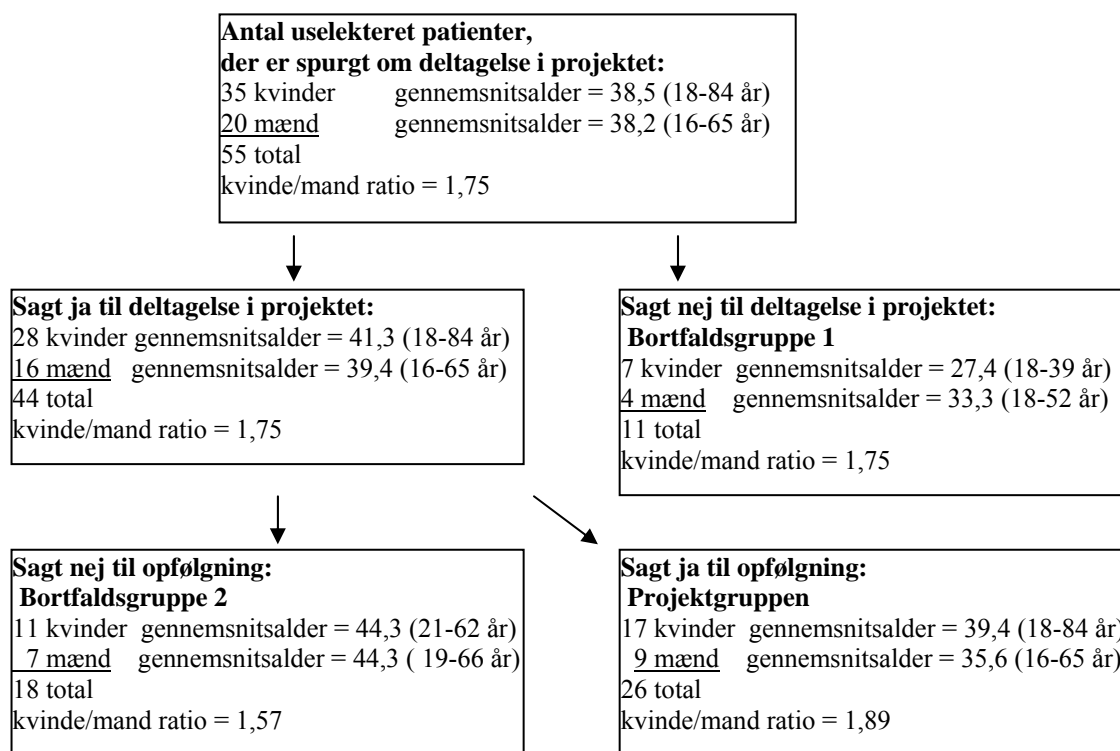 Antal uselekteret patienter,
der er spurgt om deltagelse i projektet:
35 kvinder gennemsnitsalder = 38,5 (18-84 år)
20 mænd gennemsnitsalder = 38,2 (16-65 år)
55 total
kvinde/mand ratio = 1,75
Sagt ja til deltagelse i projektet:
28 kvinder gennemsnitsalder = 41,3 (18-84 år)
16 mænd gennemsnitsalder = 39,4 (16-65 år)
44 total
kvinde/mand ratio = 1,75
Sagt nej til deltagelse i projektet:
Bortfaldsgruppe 1
7 kvinder gennemsnitsalder = 27,4 (18-39 år)
4 mænd gennemsnitsalder = 33,3 (18-52 år)
11 total
kvinde/mand ratio = 1,75
Sagt nej til opfølgning:
Bortfaldsgruppe 2
11 kvinder gennemsnitsalder = 44,3 (21-62 år)
7 mænd gennemsnitsalder = 44,3 ( 19-66 år)
18 total
kvinde/mand ratio = 1,57
Sagt ja til opfølgning:
Projektgruppen
17 kvinder gennemsnitsalder = 39,4 (18-84 år)
9 mænd gennemsnitsalder = 35,6 (16-65 år)
26 total
kvinde/mand ratio = 1,89